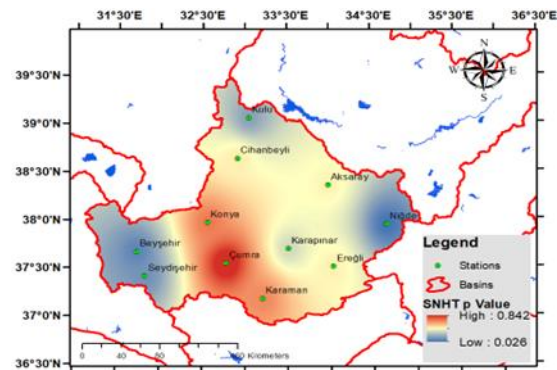 31°30'E 32°30'E 33°30'E 34°30'E 35°30'E 36°30'E
39°30'N
39°0'N
38°30'N
38°0'N
37°30'N
37°0'N
36°30'N
N
W E
S
Kulu
Cihanbeyli
Aksaray
Konya
Niğde
Beyşehir
Karapınar
Çumra
Ereğli
Seydişehir
Karaman
Legend
Stations
Basins
SNHT p Value
High : 0.842
Low : 0.026
0 20 40 80 120 Kilometers